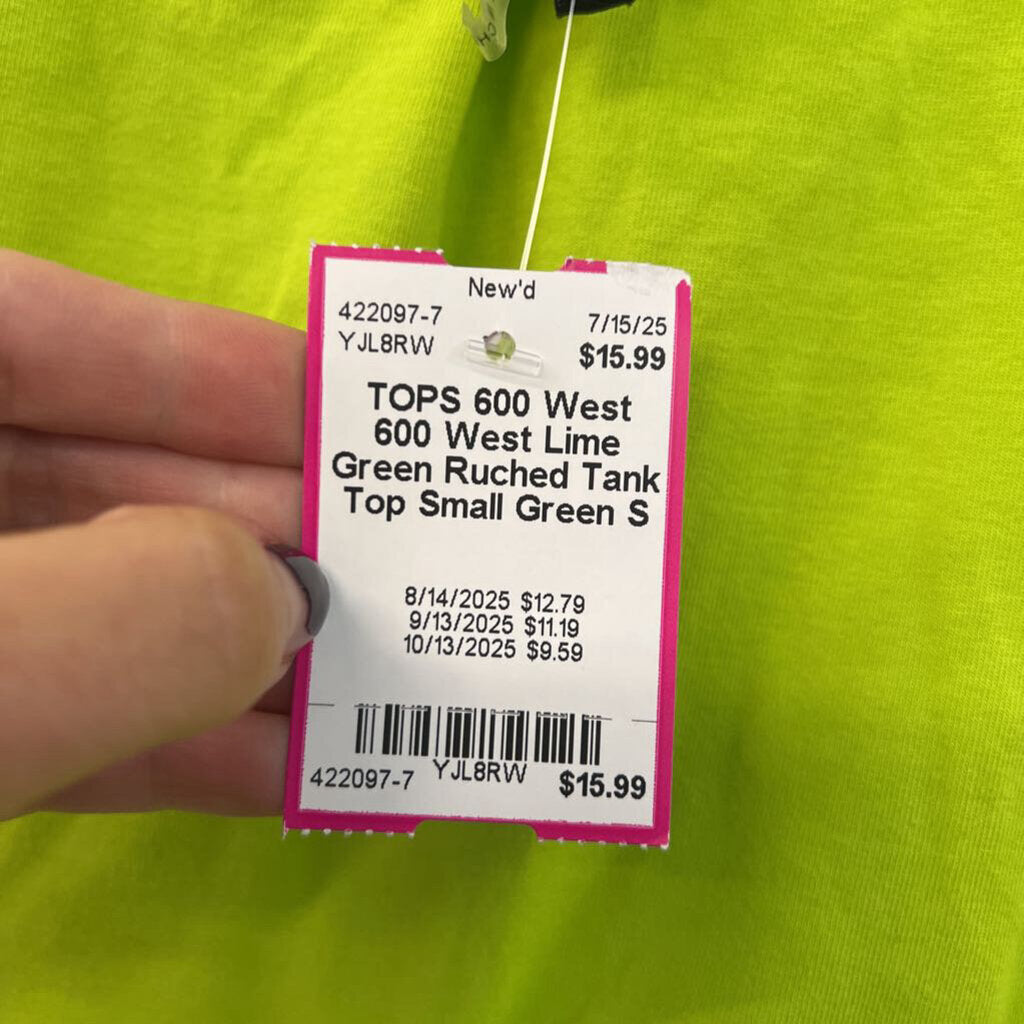 New'd
422097-7 7/15/25
YJL8RW $15.99
TOPS 600 West
600 West Lime
Green Ruched Tank
Top Small Green S
8/14/2025 $12.79
9/13/2025 $11.19
10/13/2025 $9.59
422097-7 YJL8RW $15.99